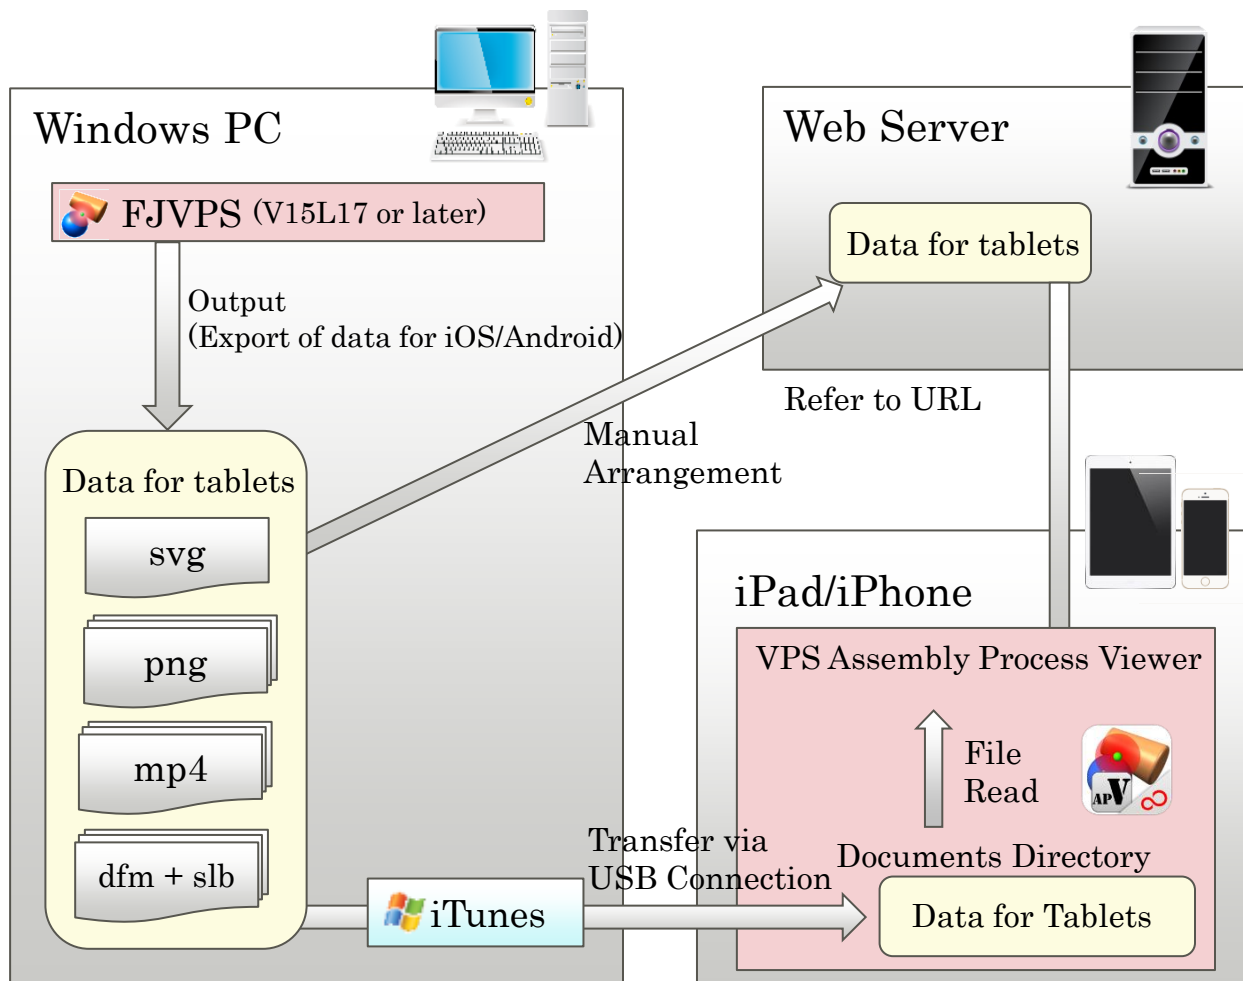 Windows PC
FJVPS (V15L17 or later)
Output
(Export of data for iOS/Android)
Data for tablets
svg
png
mp4
dfm + slb
iTunes
Manual
Arrangement
Transfer via
USB Connection
Web Server
Data for tablets
Refer to URL
iPad/iPhone
VPS Assembly Process Viewer
File
Read
APV
Documents Directory
Data for Tablets